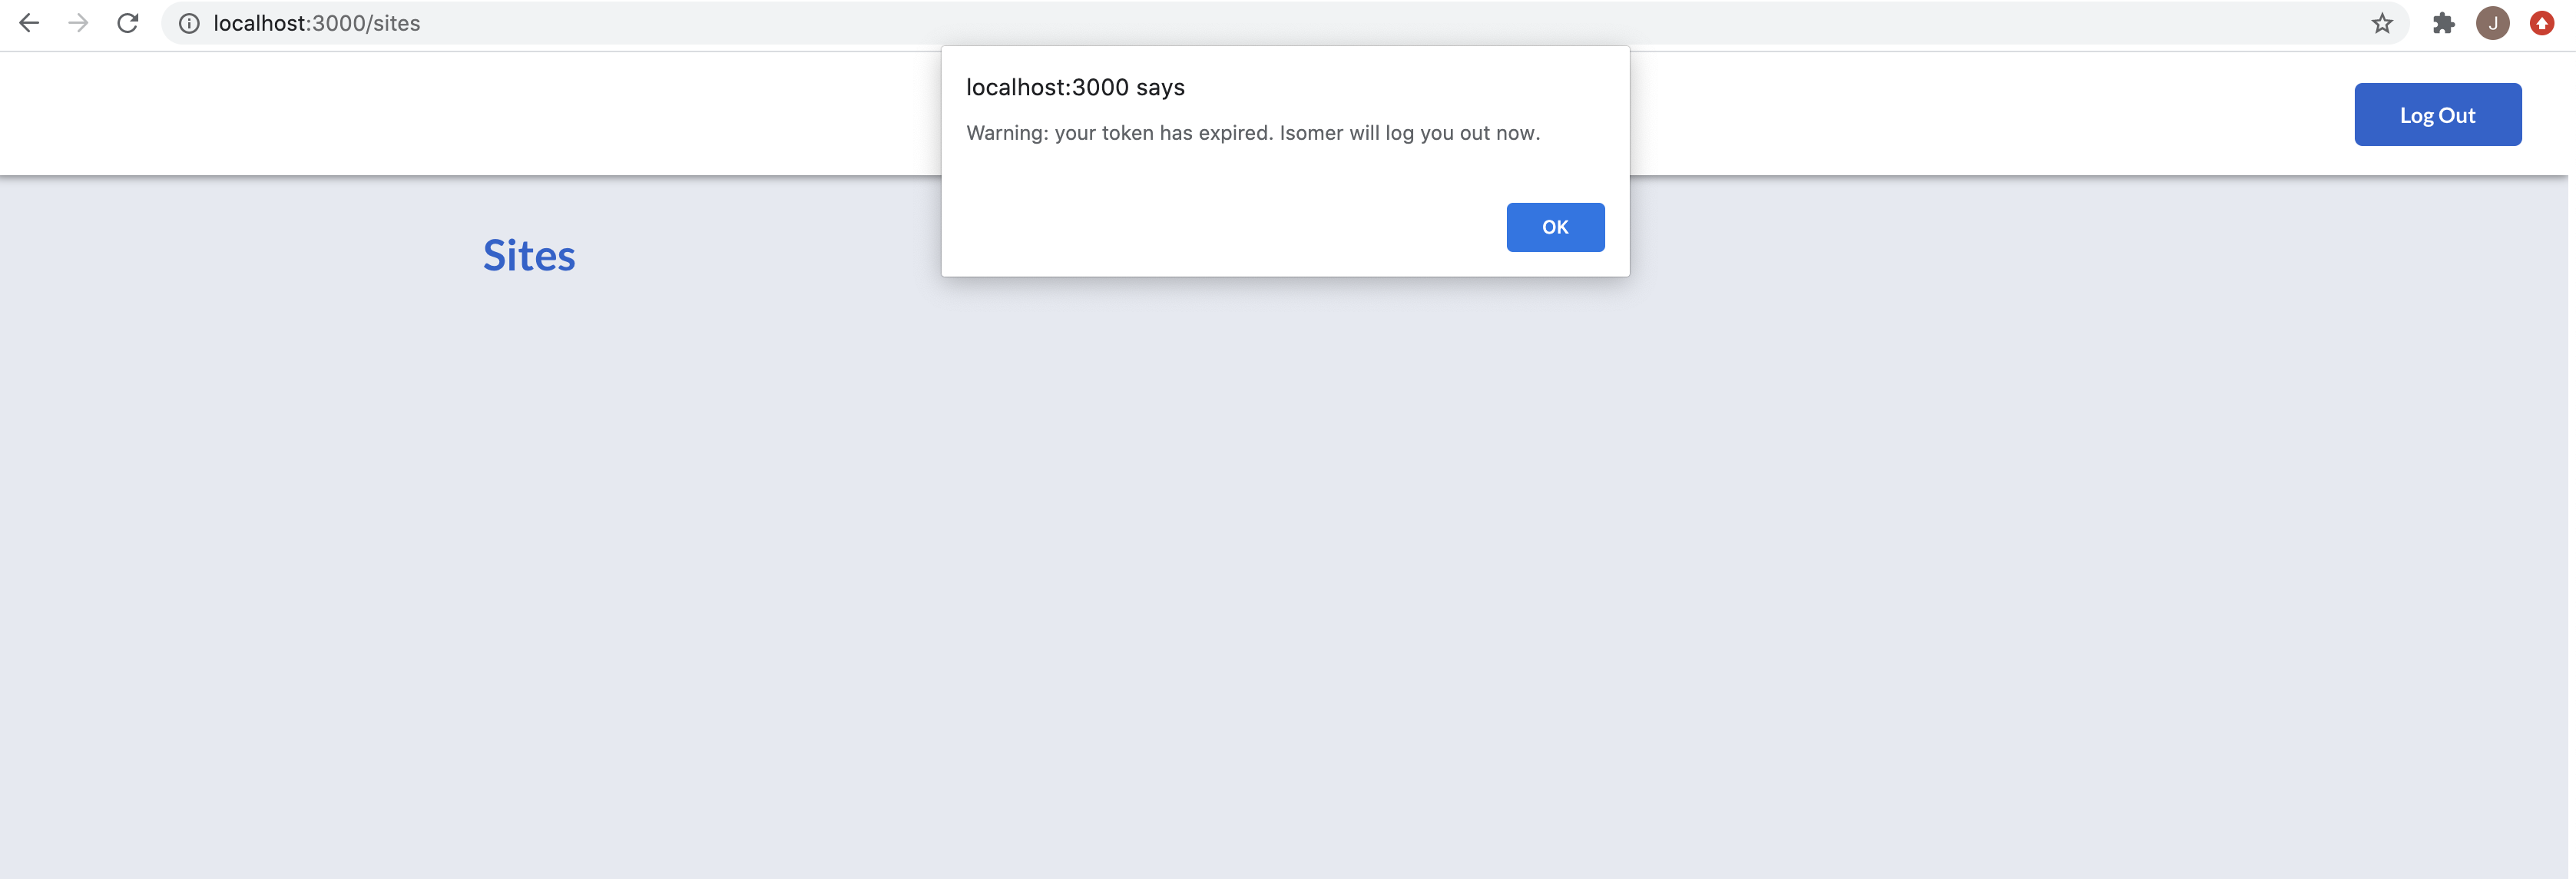 localhost:3000/sites
J
localhost:3000 says
Warning: your token has expired. Isomer will log you out now.
OK
Log Out
Sites